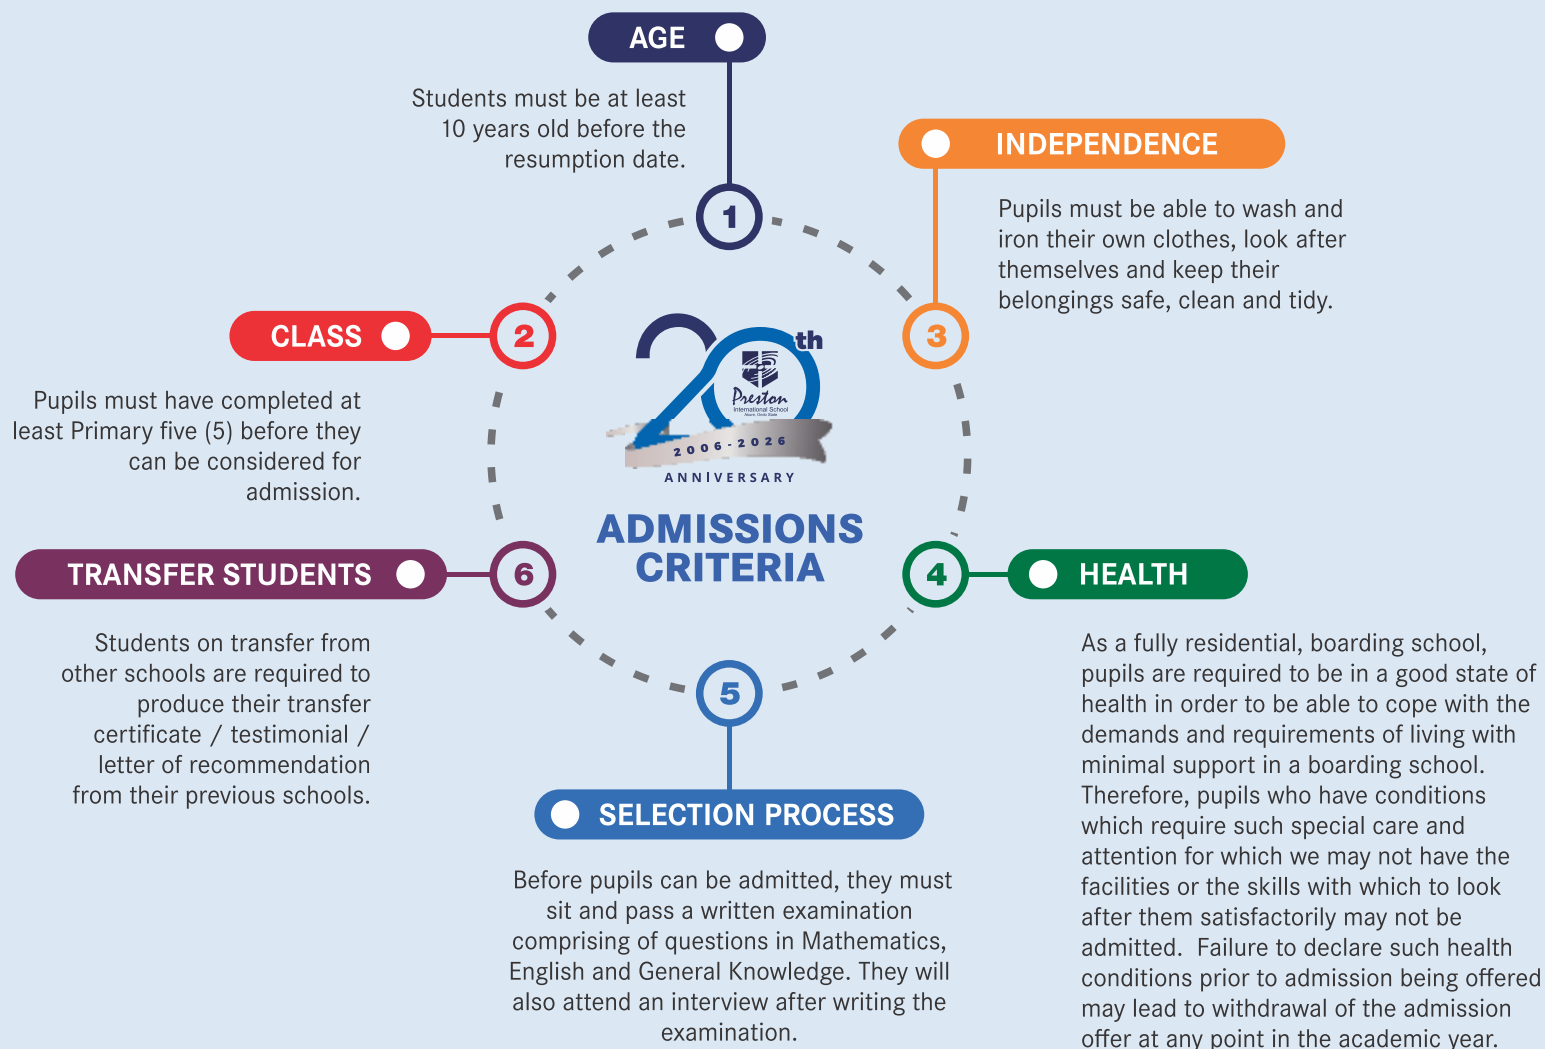 AGE
Students must be at least
10 years old before the
resumption date.
1
CLASS
2
Pupils must have completed at
least Primary five (5) before they
can be considered for
admission.
INDEPENDENCE
3
Pupils must be able to wash and
iron their own clothes, look after
themselves and keep their
belongings safe, clean and tidy.
20th
Preston
International School
Akure, Ondo State
2006-2026
ANNIVERSARY
ADMISSIONS
CRITERIA
4
HEALTH
As a fully residential, boarding school,
pupils are required to be in a good state of
health in order to be able to cope with the
demands and requirements of living with
minimal support in a boarding school.
Therefore, pupils who have conditions
which require such special care and
attention for which we may not have the
facilities or the skills with which to look
after them satisfactorily may not be
admitted.  Failure to declare such health
conditions prior to admission being offered
may lead to withdrawal of the admission
offer at any point in the academic year.
5
SELECTION PROCESS
Before pupils can be admitted, they must
sit and pass a written examination
comprising of questions in Mathematics,
English and General Knowledge. They will
also attend an interview after writing the
examination.
TRANSFER STUDENTS
6
Students on transfer from
other schools are required to
produce their transfer
certificate / testimonial /
letter of recommendation
from their previous schools.